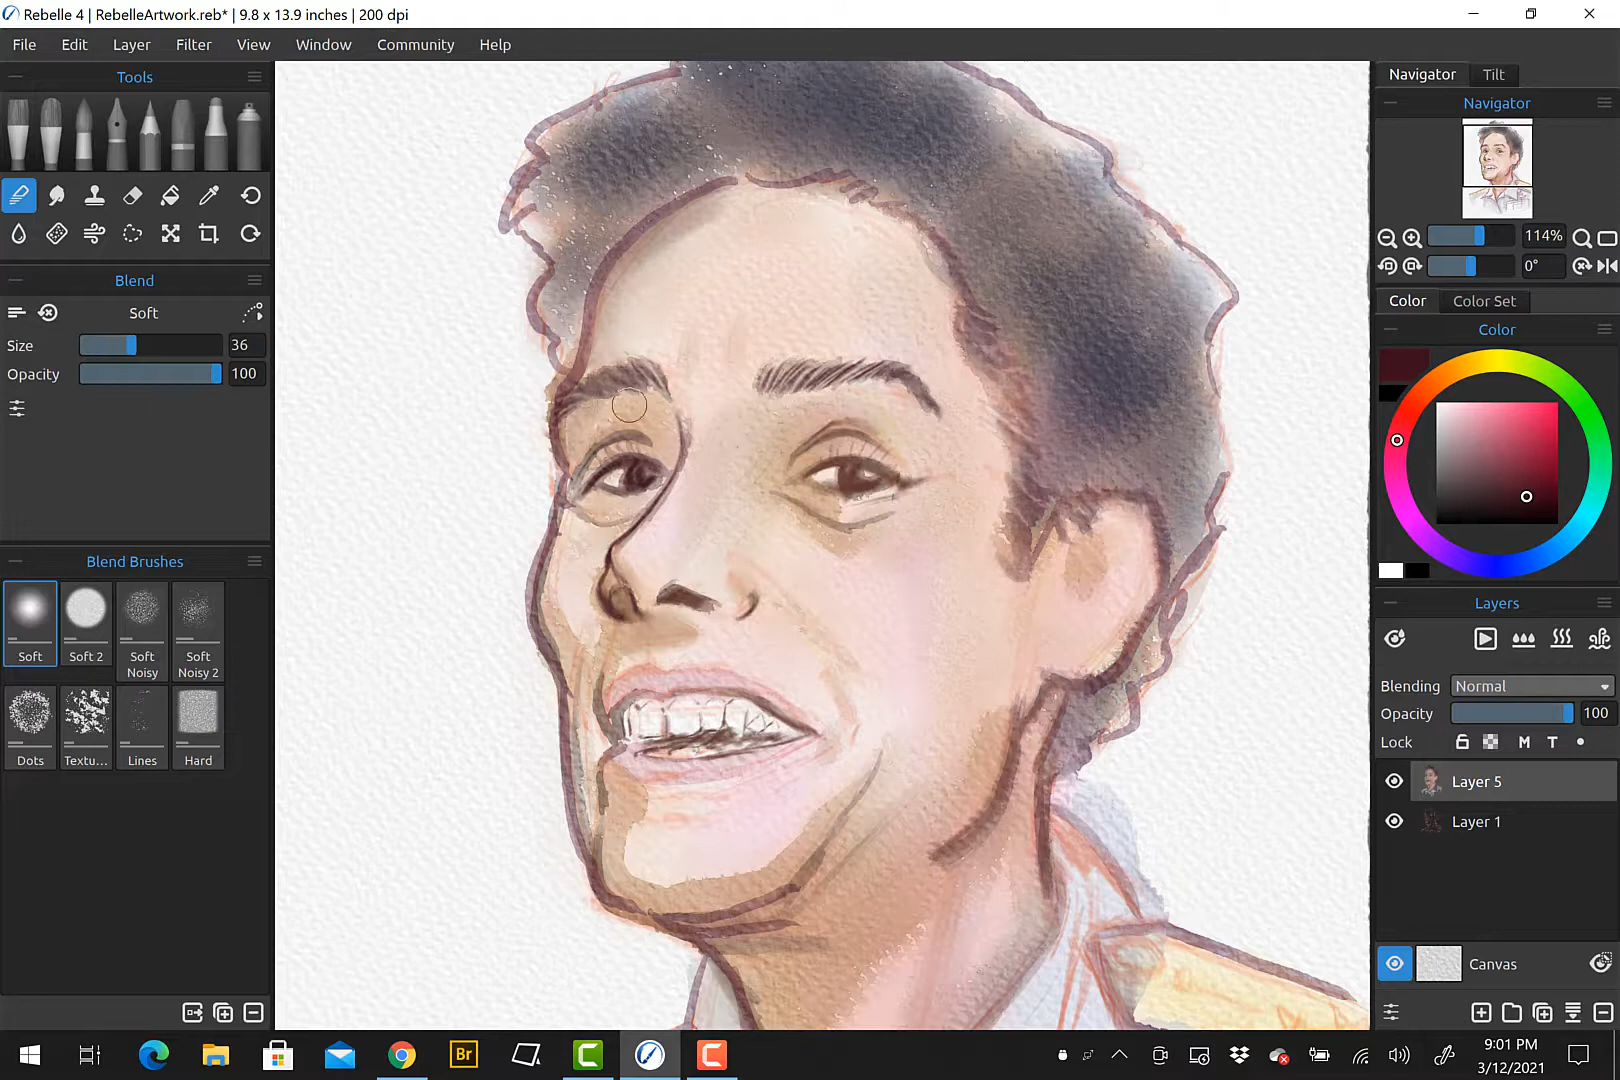 Rebelle 4 | RebelleArtwork.reb* | 9.8 x 13.9 inches | 200 dpi
File Edit Layer Filter View Window Community Help
Tools
Blend
Soft
Size 36
Opacity 100
Blend Brushes
Soft Soft 2 Soft Noisy Soft Noisy 2
Dots Textu... Lines Hard
Navigator Tilt
Navigator
114%
0°
Color Color Set
Color
Layers
Blending Normal
Opacity 100
Lock M T
Layer 5
Layer 1
Canvas
Br
9:01 PM
3/12/2021